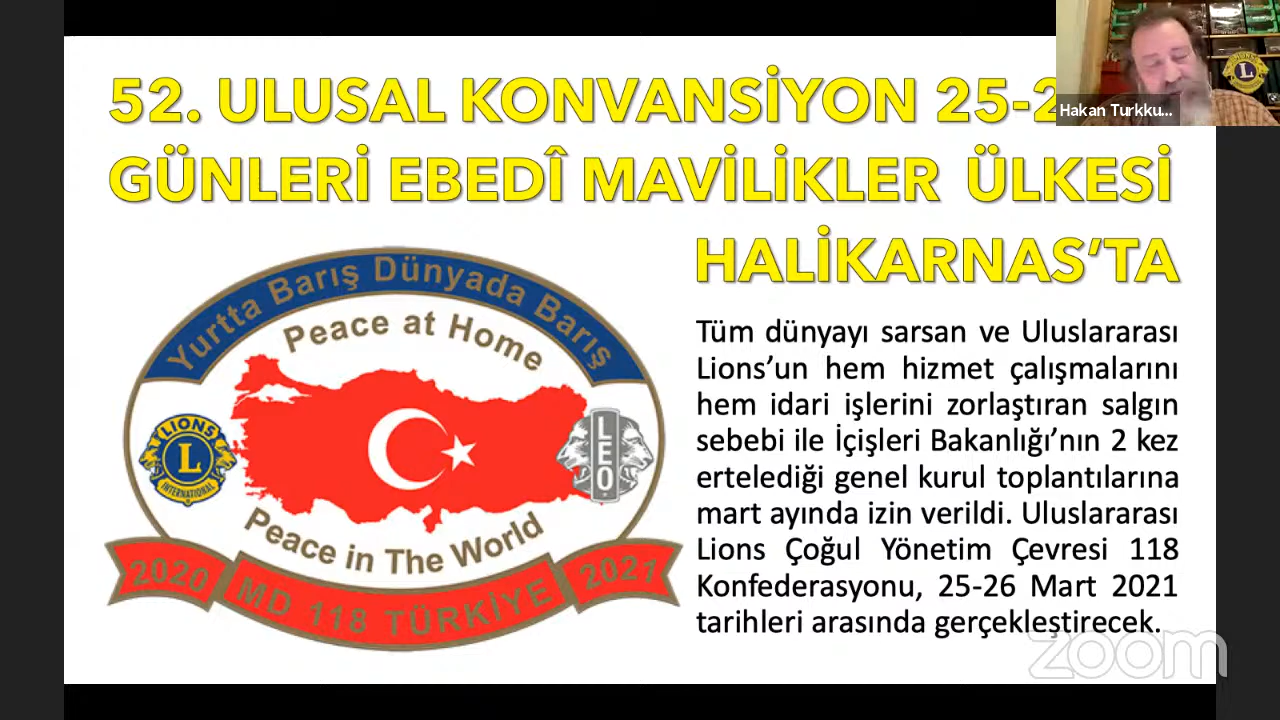 52. ULUSAL KONVANSİYON 25-2
GÜNLERİ EBEDÎ MAVİLİKLER ÜLKESİ
HALİKARNAS’TA
Hakan Turkku...
L
Yurtta Barış Dünyada Barış
Peace at Home
LIONS
L
INTERNATIONAL
LEO
Peace in The World
2020 MD 118 TÜRKİYE 2021
Tüm dünyayı sarsan ve Uluslararası
Lions’un hem hizmet çalışmalarını
hem idari işlerini zorlaştıran salgın
sebebi ile İçişleri Bakanlığı’nın 2 kez
ertelediği genel kurul toplantılarına
mart ayında izin verildi. Uluslararası
Lions Çoğul Yönetim Çevresi 118
Konfederasyonu, 25-26 Mart 2021
tarihleri arasında gerçekleştirecek.
zoom